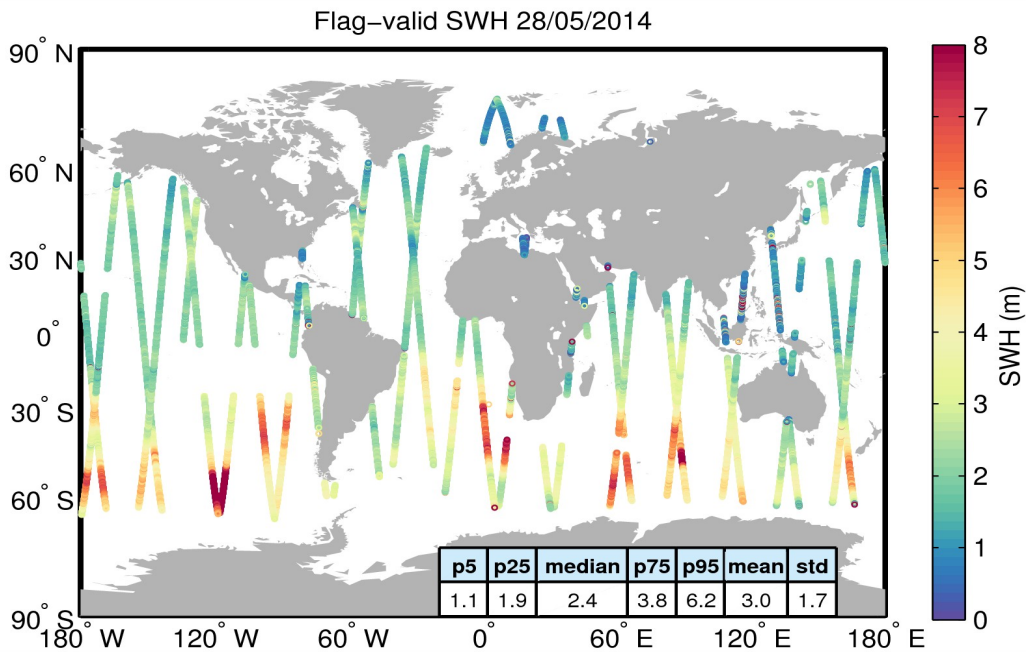 Flag−valid SWH 28/05/2014
90° N
60° N
30° N
0°
30° S
60° S
90° S
180° W
120° W
60° W
0°
60° E
120° E
180° E
p5 p25 median p75 p95 mean std
1.1 1.9 2.4 3.8 6.2 3.0 1.7
8
7
6
5
4
3
2
1
0
SWH (m)